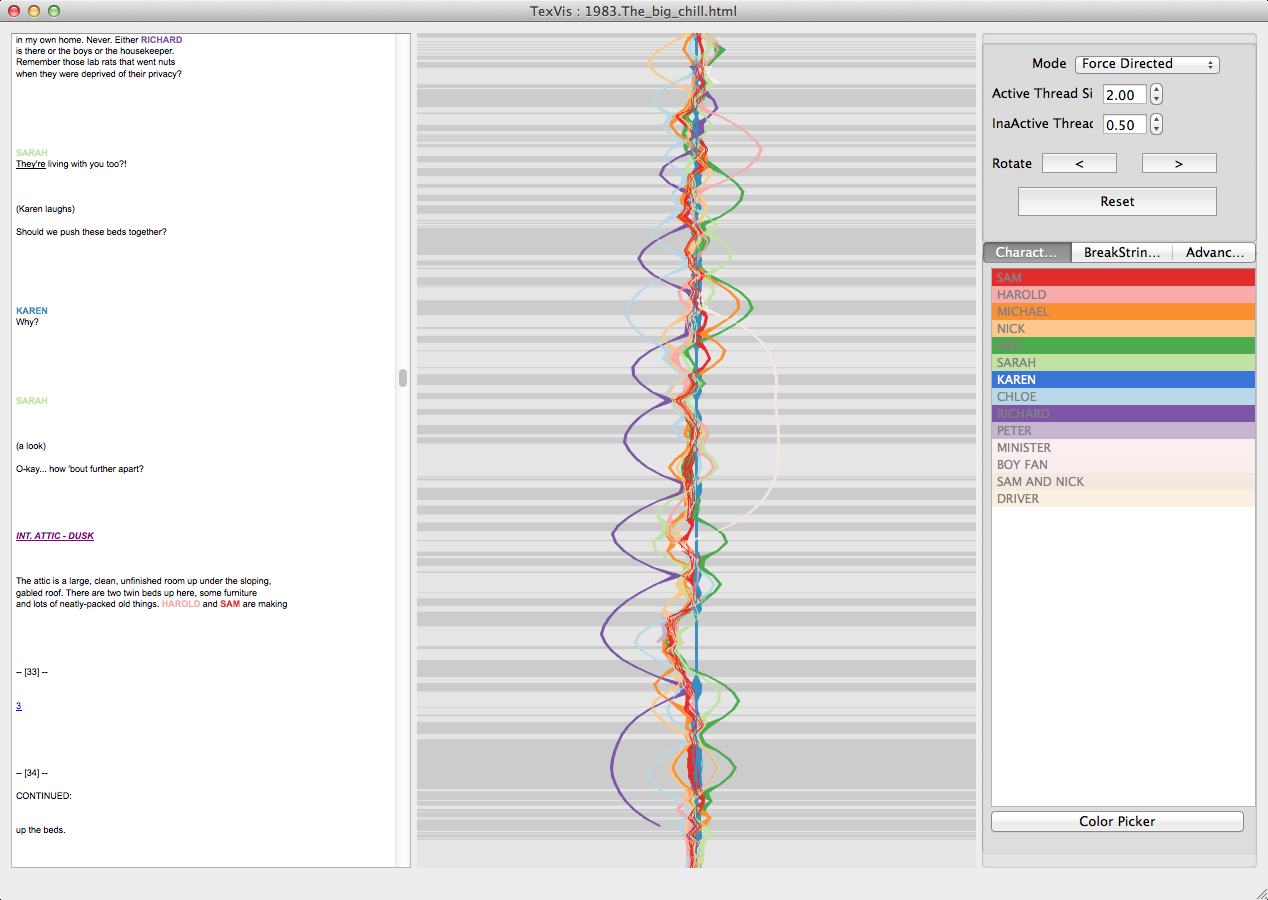 TexVis : 1983.The_big_chill.html
in my own home. Never. Either RICHARD
is there or the boys or the housekeeper.
Remember those lab rats that went nuts
when they were deprived of their privacy?
SARAH
They're living with you too?!
(Karen laughs)
Should we push these beds together?
KAREN
Why?
SARAH
(a look)
O-kay... how 'bout further apart?
INT. ATTIC - DUSK
The attic is a large, clean, unfinished room up under the sloping,
gabled roof. There are two twin beds up here, some furniture
and lots of neatly-packed old things. HAROLD and SAM are making
-- [33] --
3
-- [34] --
CONTINUED:
up the beds.
Mode Force Directed
Active Thread Si 2.00
InaActive Threac 0.50
Rotate < >
Reset
Charact... BreakStrin... Advanc...
SAM
HAROLD
MICHAEL
NICK
SARAH
KAREN
CHLOE
RICHARD
PETER
MINISTER
BOY FAN
SAM AND NICK
DRIVER
Color Picker